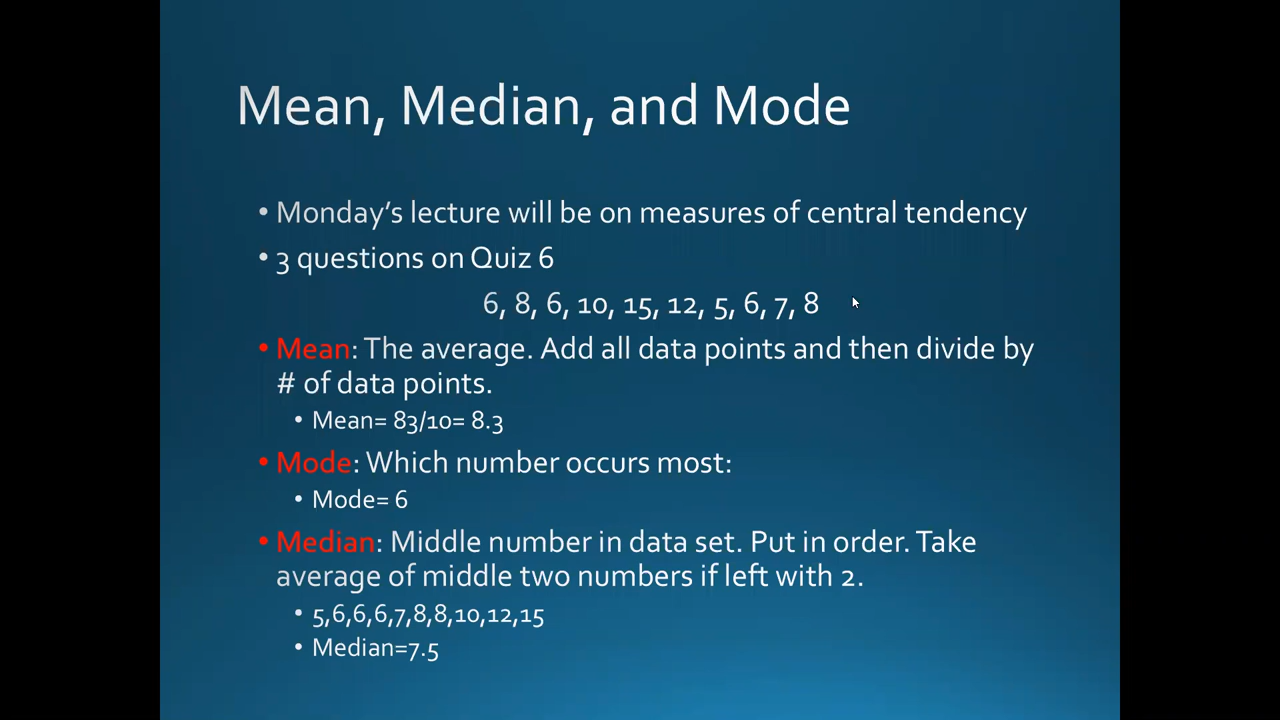 Mean, Median, and Mode
• Monday’s lecture will be on measures of central tendency
• 3 questions on Quiz 6
6, 8, 6, 10, 15, 12, 5, 6, 7, 8
• Mean: The average. Add all data points and then divide by
# of data points.
• Mean= 83/10= 8.3
• Mode: Which number occurs most:
• Mode= 6
• Median: Middle number in data set. Put in order. Take
average of middle two numbers if left with 2.
• 5,6,6,6,7,8,8,10,12,15
• Median=7.5